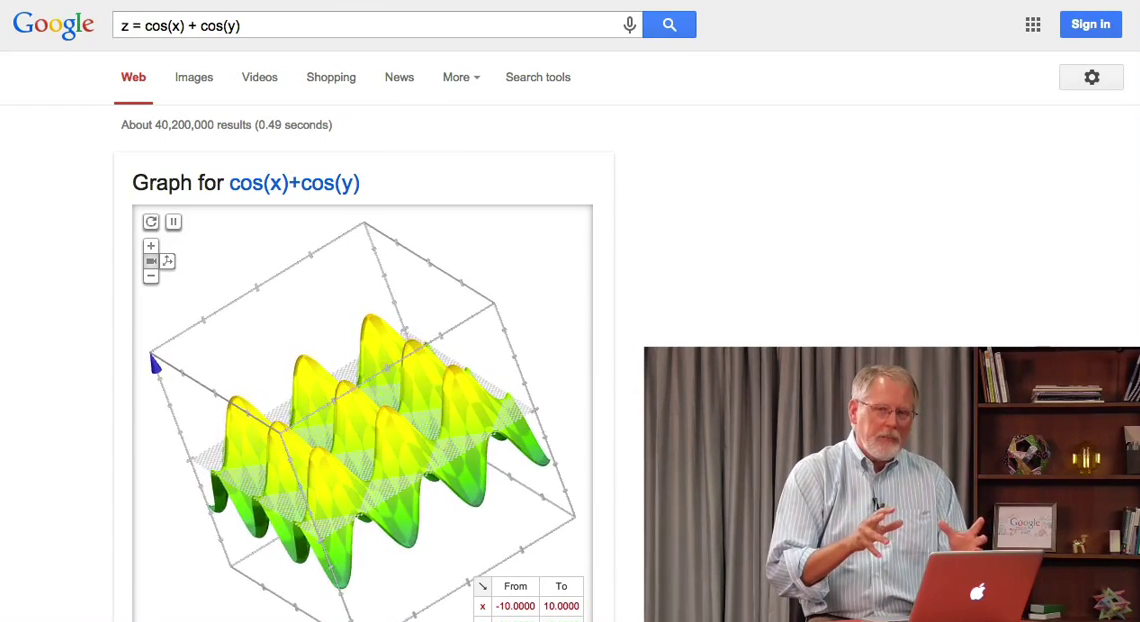 Google
z = cos(x) + cos(y)
Sign in
Web Images Videos Shopping News More Search tools
About 40,200,000 results (0.49 seconds)
Graph for cos(x)+cos(y)
From To
x -10.0000 10.0000
Google